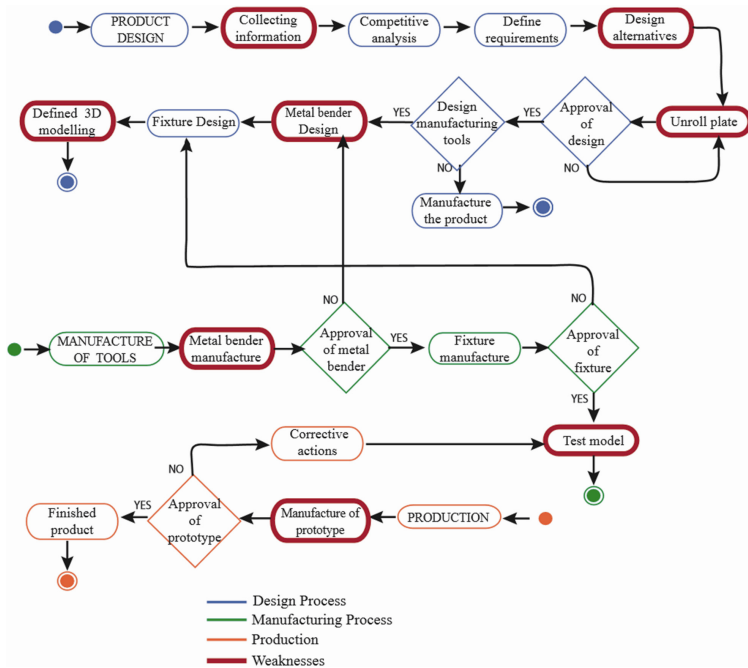 PRODUCT
DESIGN
Collecting
information
Competitive
analysis
Define
requirements
Design
alternatives
Defined 3D
modelling
Fixture Design
Metal bender
Design
YES
Design
manufacturing
tools
YES
Approval
of
design
Unroll plate
NO
NO
Manufacture
the product
NO
NO
MANUFACTURE
OF TOOLS
Metal bender
manufacture
Approval
of metal
bender
YES
Fixture
manufacture
Approval
of
fixture
YES
Corrective
actions
Test model
NO
Finished
product
YES
Approval
of
prototype
Manufacture of
prototype
PRODUCTION
Design Process
Manufacturing Process
Production
Weaknesses